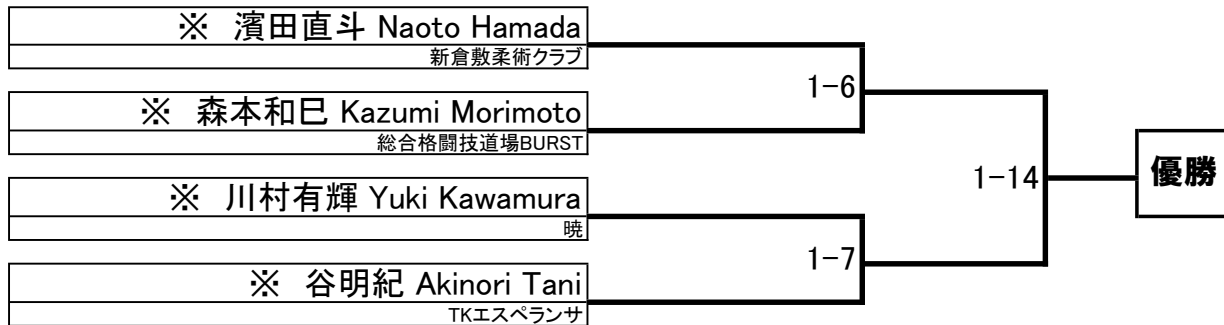 ※ 濱田直斗 Naoto Hamada
新倉敷柔術クラブ
1-6
※ 森本和巳 Kazumi Morimoto
総合格闘技道場BURST
1-14
優勝
※ 川村有輝 Yuki Kawamura
暁
1-7
※ 谷明紀 Akinori Tani
TKエスペランサ